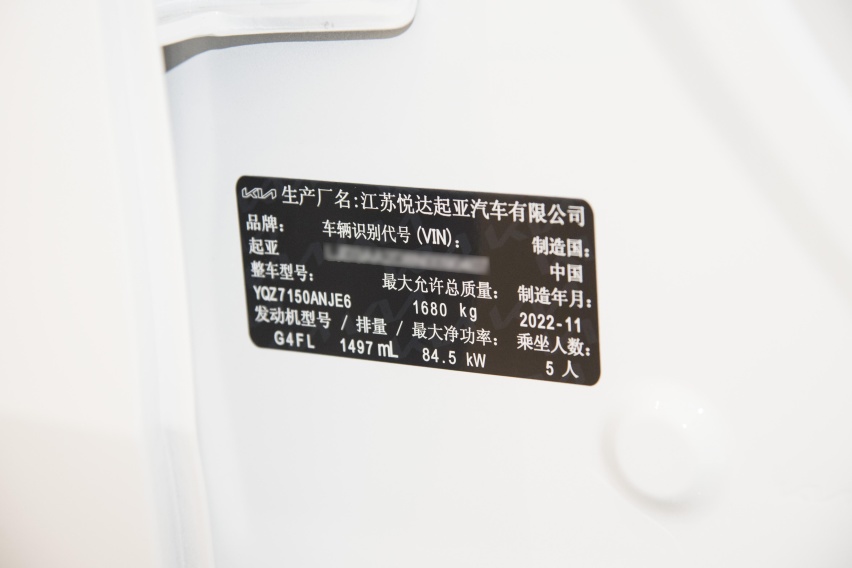 KIA 生产厂名:江苏悦达起亚汽车有限公司
品牌: 车辆识别代号(VIN): 制造国:
起亚 中国
整车型号: 最大允许总质量: 制造年月:
YQZ7150ANJE6 1680 kg 2022-11
发动机型号 / 排量 / 最大净功率: 乘坐人数:
G4FL 1497mL 84.5 kW 5 人